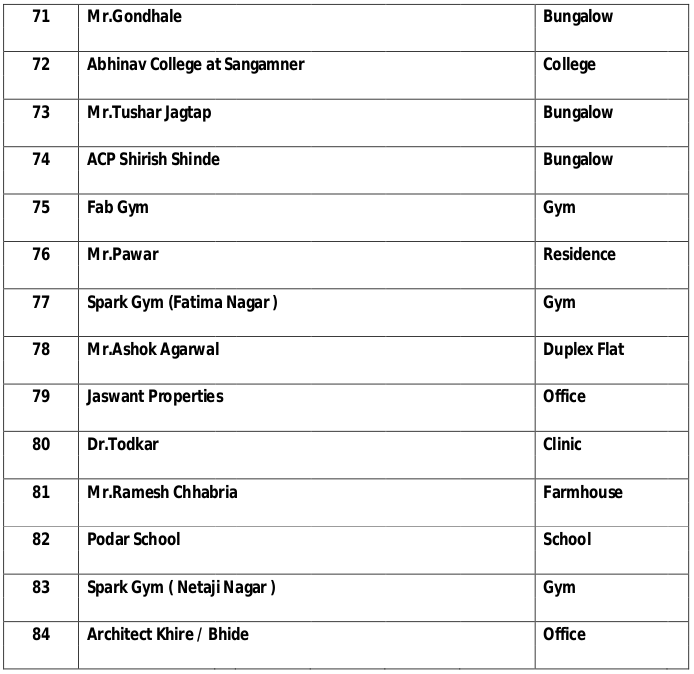 71 Mr.Gondhale Bungalow
72 Abhinav College at Sangamner College
73 Mr.Tushar Jagtap Bungalow
74 ACP Shirish Shinde Bungalow
75 Fab Gym Gym
76 Mr.Pawar Residence
77 Spark Gym (Fatima Nagar ) Gym
78 Mr.Ashok Agarwal Duplex Flat
79 Jaswant Properties Office
80 Dr.Todkar Clinic
81 Mr.Ramesh Chhabria Farmhouse
82 Podar School School
83 Spark Gym ( Netaji Nagar ) Gym
84 Architect Khire / Bhide Office